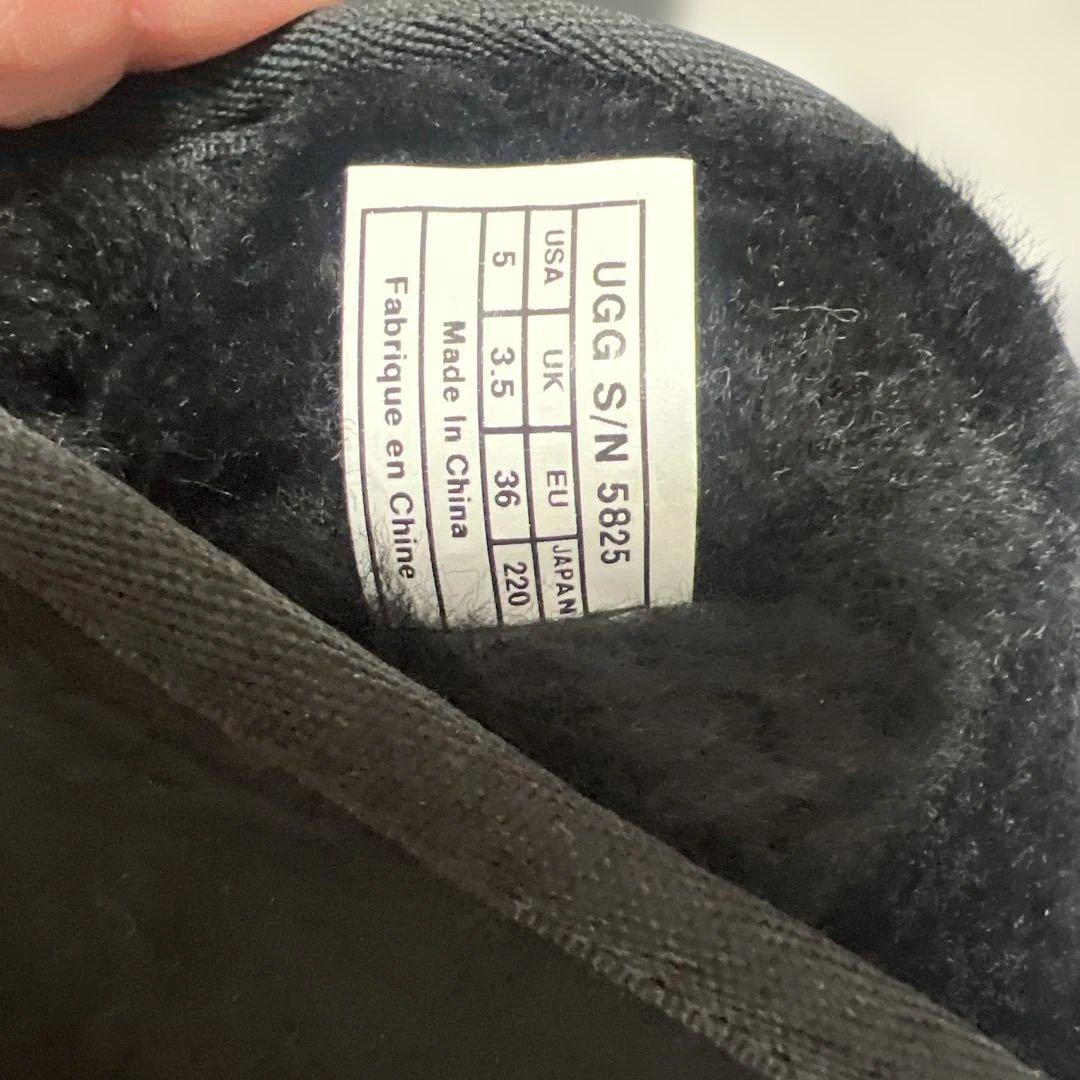 UGG S/N 5825
USA UK EU JAPAN
5 3.5 36 220
Made In China
Fabrique en Chine